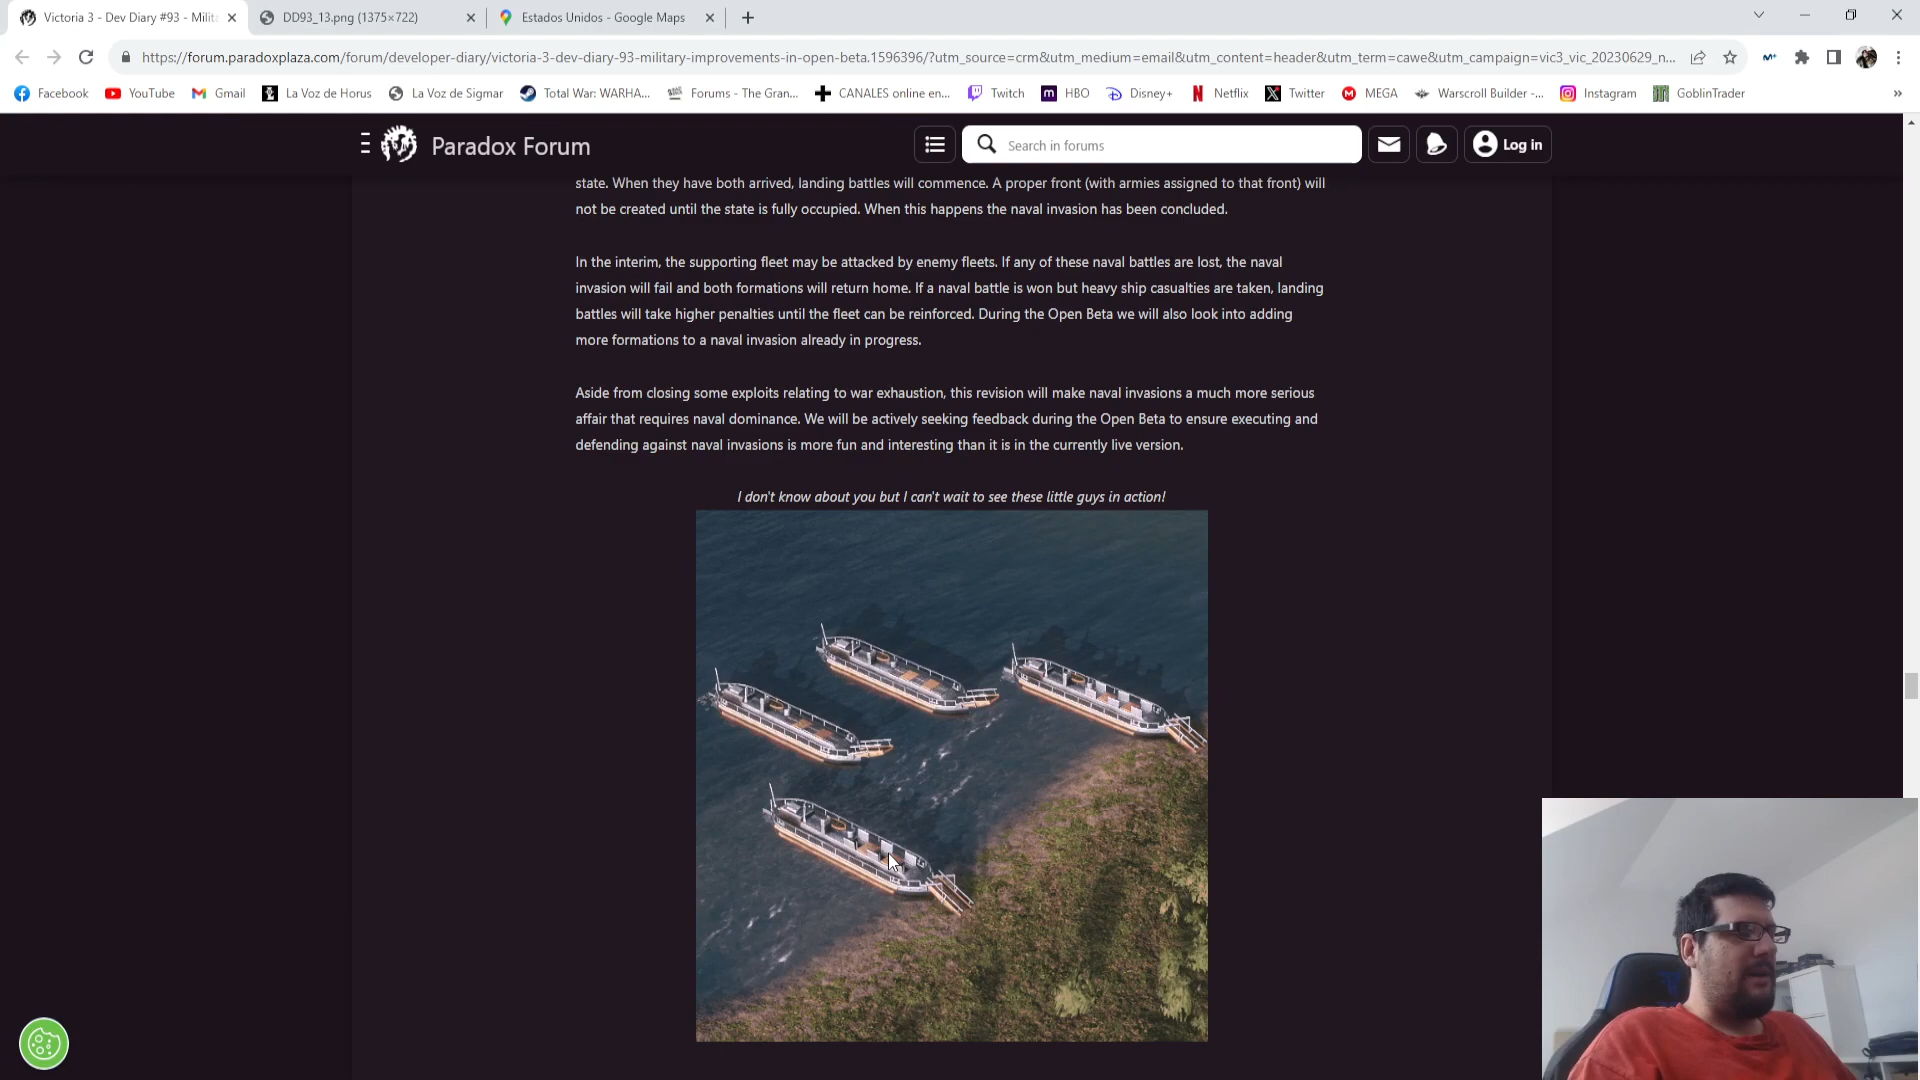 Victoria 3 - Dev Diary #93 - Milit
DD93_13.png (1375×722)
Estados Unidos - Google Maps
https://forum.paradoxplaza.com/forum/developer-diary/victoria-3-dev-diary-93-military-improvements-in-open-beta.1596396/?utm_source=crm&utm_medium=email&utm_content=header&utm_term=cawe&utm_campaign=vic3_vic_20230629_n...
Facebook YouTube Gmail La Voz de Horus La Voz de Sigmar Total War: WARHA... Forums - The Gran... CANALES online en... Twitch HBO Disney+ Netflix Twitter MEGA Warscroll Builder -... Instagram GoblinTrader
Paradox Forum
Search in forums
Log in
state. When they have both arrived, landing battles will commence. A proper front (with armies assigned to that front) will
not be created until the state is fully occupied. When this happens the naval invasion has been concluded.
In the interim, the supporting fleet may be attacked by enemy fleets. If any of these naval battles are lost, the naval
invasion will fail and both formations will return home. If a naval battle is won but heavy ship casualties are taken, landing
battles will take higher penalties until the fleet can be reinforced. During the Open Beta we will also look into adding
more formations to a naval invasion already in progress.
Aside from closing some exploits relating to war exhaustion, this revision will make naval invasions a much more serious
affair that requires naval dominance. We will be actively seeking feedback during the Open Beta to ensure executing and
defending against naval invasions is more fun and interesting than it is in the currently live version.
I don't know about you but I can't wait to see these little guys in action!